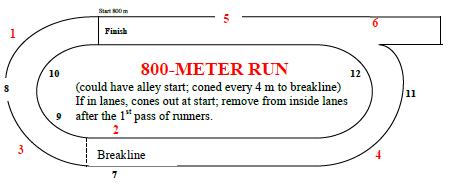 Start 800 m
5
6
1
Finish
10
800-METER RUN
12
8
(could have alley start; coned every 4 m to breakline)
11
If in lanes, cones out at start; remove from inside lanes
9
after the 1st pass of runners.
2
3
Breakline
4
7